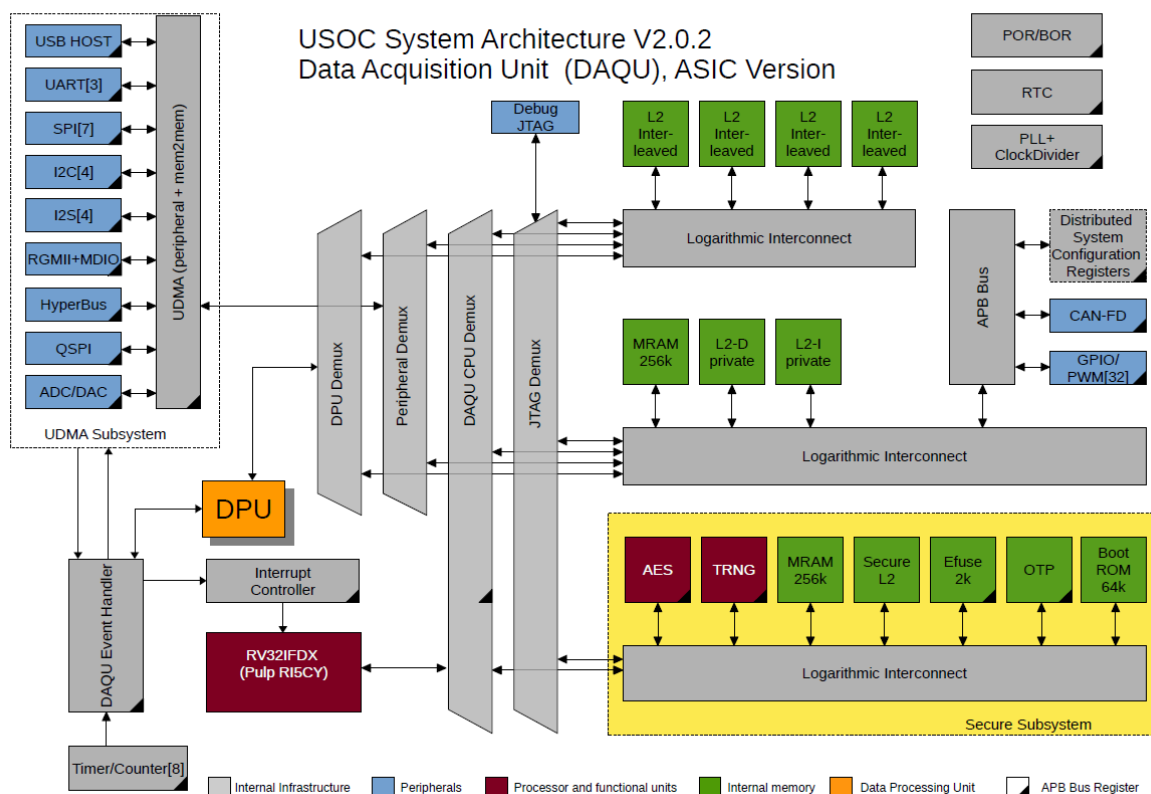 USOC System Architecture V2.0.2
Data Acquisition Unit (DAQU), ASIC Version
USB HOST
UART[3]
SPI[7]
I2C[4]
I2S[4]
RGMII+MDIO
HyperBus
QSPI
ADC/DAC
UDMA (peripheral + mem2mem)
UDMA Subsystem
Debug
JTAG
L2
Inter-
leaved
L2
Inter-
leaved
L2
Inter-
leaved
L2
Inter-
leaved
POR/BOR
RTC
PLL+
ClockDivider
Logarithmic Interconnect
APB Bus
Distributed
System
Configuration
Registers
CAN-FD
GPIO/
PWM[32]
DPU Demux
Peripheral Demux
DAQU CPU Demux
JTAG Demux
MRAM
256k
L2-D
private
L2-I
private
Logarithmic Interconnect
DPU
DAQU Event Handler
Interrupt
Controller
RV32IFDX
(Pulp RI5CY)
Timer/Counter[8]
AES
TRNG
MRAM
256k
Secure
L2
Efuse
2k
OTP
Boot
ROM
64k
Logarithmic Interconnect
Secure Subsystem
Internal Infrastructure
Peripherals
Processor and functional units
Internal memory
Data Processing Unit
APB Bus Register